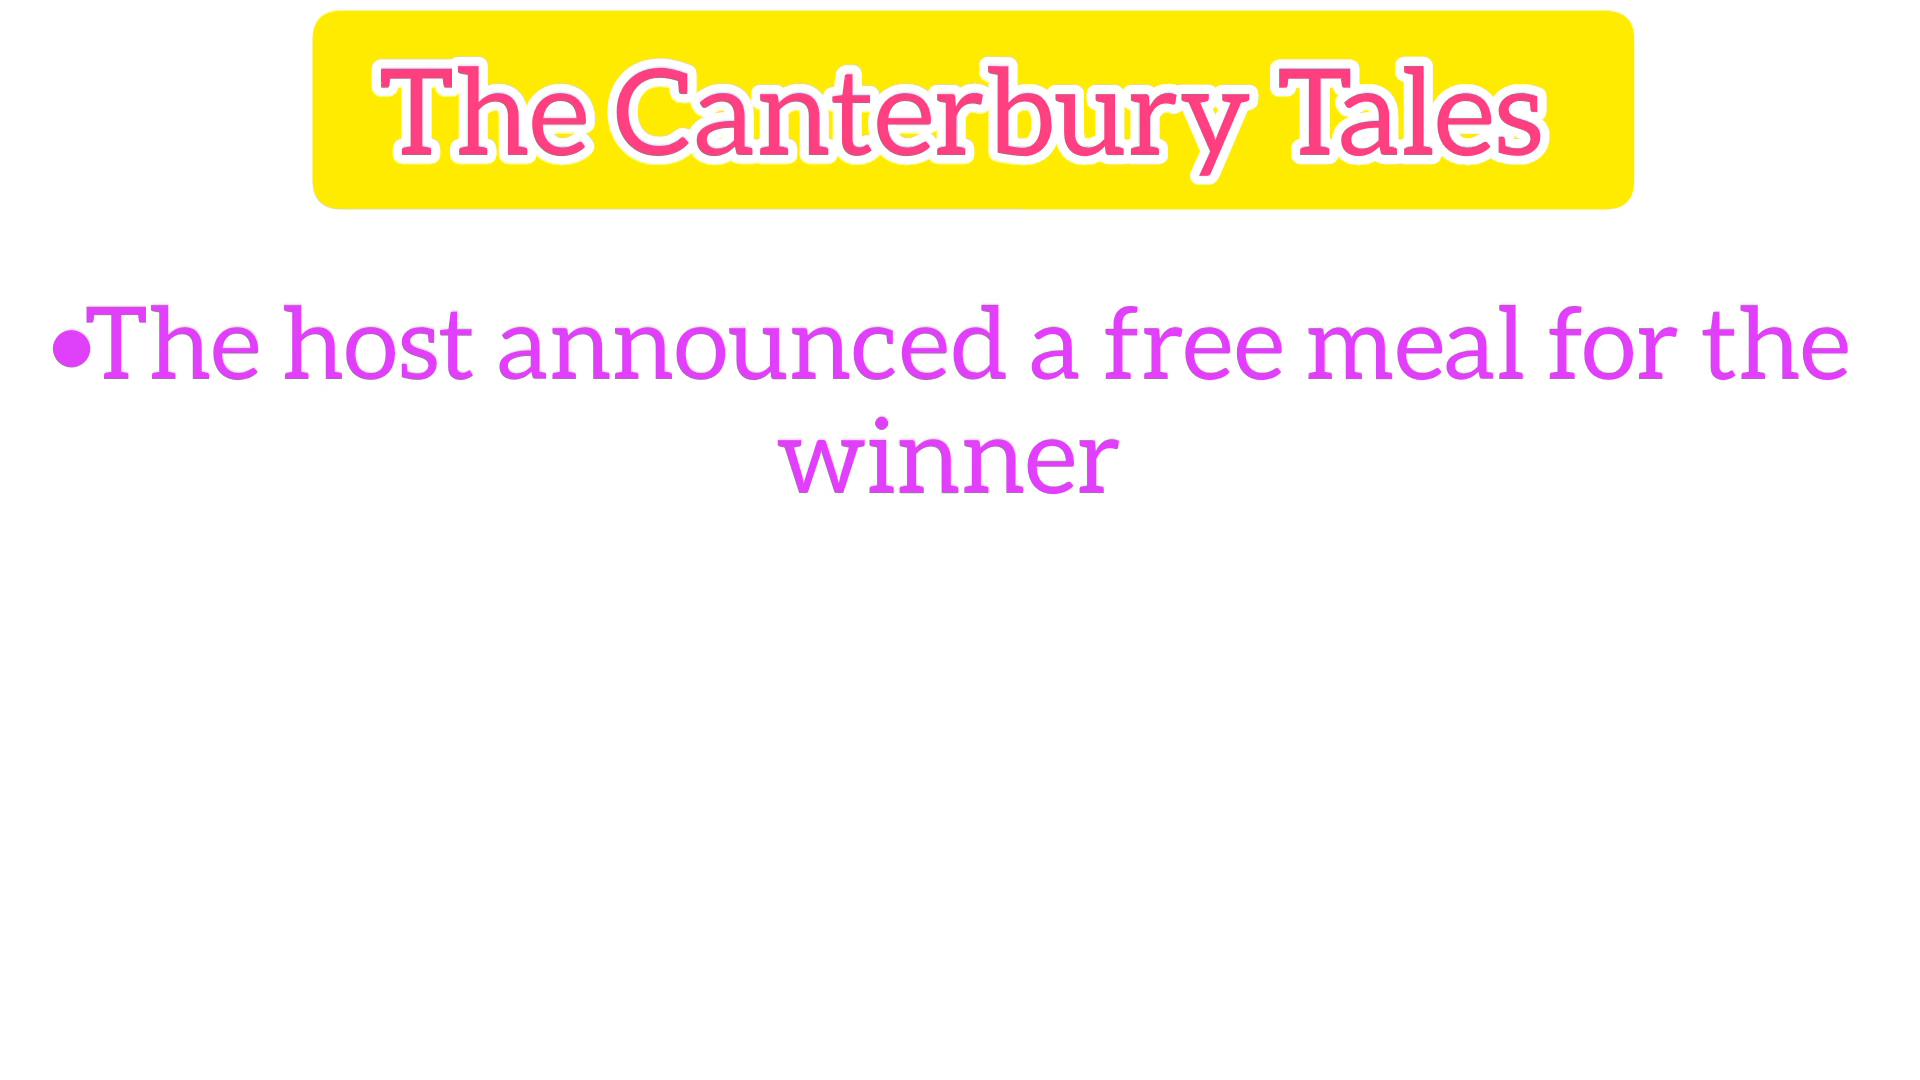 The Canterbury Tales
•The host announced a free meal for the
winner